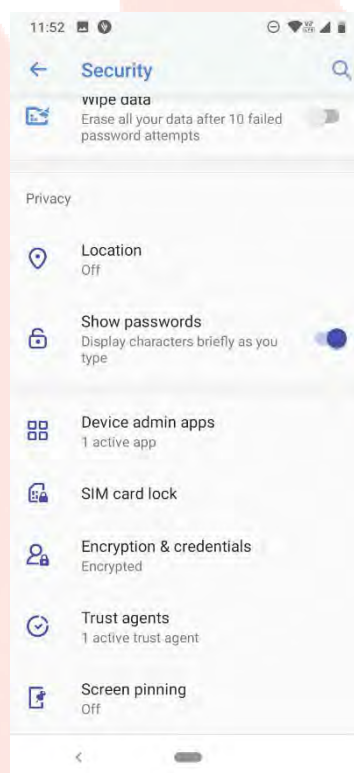 11:52
Security
Wipe data
Erase all your data after 10 failed
password attempts
Privacy
Location
Off
Show passwords
Display characters briefly as you
type
Device admin apps
1 active app
SIM card lock
Encryption & credentials
Encrypted
Trust agents
1 active trust agent
Screen pinning
Off